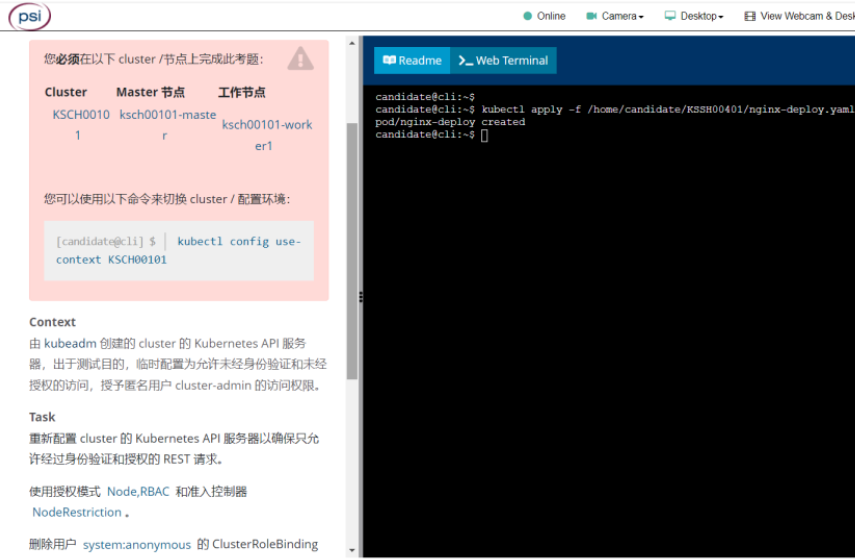 psi
Online Camera Desktop View Webcam & Desk
您必须在以下 cluster /节点上完成此考题：
Cluster Master 节点 工作节点
KSCH0010 ksch00101-maste ksch00101-work
1 r er1
您可以使用以下命令来切换 cluster / 配置环境：
[candidate@cli] $ kubectl config use-
context KSCH00101
Context
由 kubeadm 创建的 cluster 的 Kubernetes API 服务
器，出于测试目的，临时配置为允许未经身份验证和未经
授权的访问，授予匿名用户 cluster-admin 的访问权限。
Task
重新配置 cluster 的 Kubernetes API 服务器以确保只允
许经过身份验证和授权的 REST 请求。
使用授权模式 Node,RBAC 和准入控制器
NodeRestriction 。
删除用户 system:anonymous 的 ClusterRoleBinding
Readme >_ Web Terminal
candidate@cli:~$
candidate@cli:~$ kubectl apply -f /home/candidate/KSSH00401/nginx-deploy.yaml
pod/nginx-deploy created
candidate@cli:~$